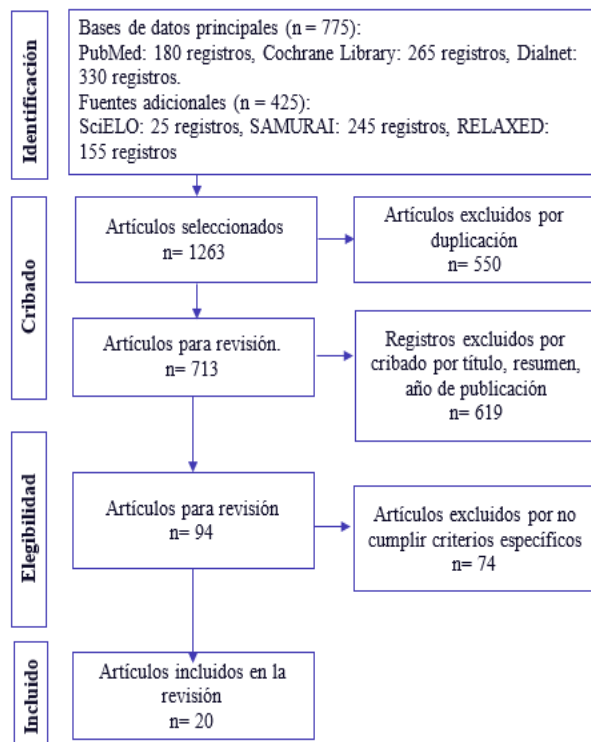 Identificación
Bases de datos principales (n = 775):
PubMed: 180 registros, Cochrane Library: 265 registros, Dialnet:
330 registros.
Fuentes adicionales (n = 425):
SciELO: 25 registros, SAMURAI: 245 registros, RELAXED:
155 registros
Cribado
Artículos seleccionados
n= 1263
Artículos excluidos por
duplicación
n= 550
Artículos para revisión.
n= 713
Registros excluidos por
cribado por título, resumen,
año de publicación
n= 619
Elegibilidad
Artículos para revisión
n= 94
Artículos excluidos por no
cumplir criterios específicos
n= 74
Incluido
Artículos incluidos en la
revisión
n= 20